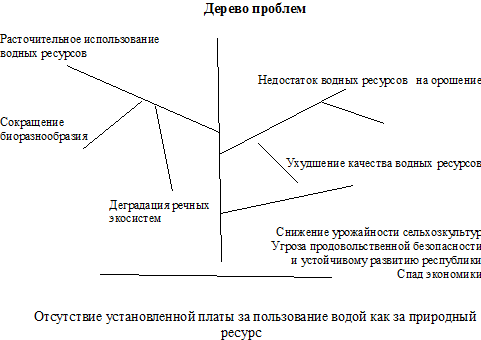 Дерево проблем
Расточительное использование
водных ресурсов
Недостаток водных ресурсов на орошение
Сокращение
биоразнообразия
Ухудшение качества водных ресурсов
Деградация речных
экосистем
Снижение урожайности сельхозкультур
Угроза продовольственной безопасности
и устойчивому развитию республики
Спад экономики
Отсутствие установленной платы за пользование водой как за природный
ресурс